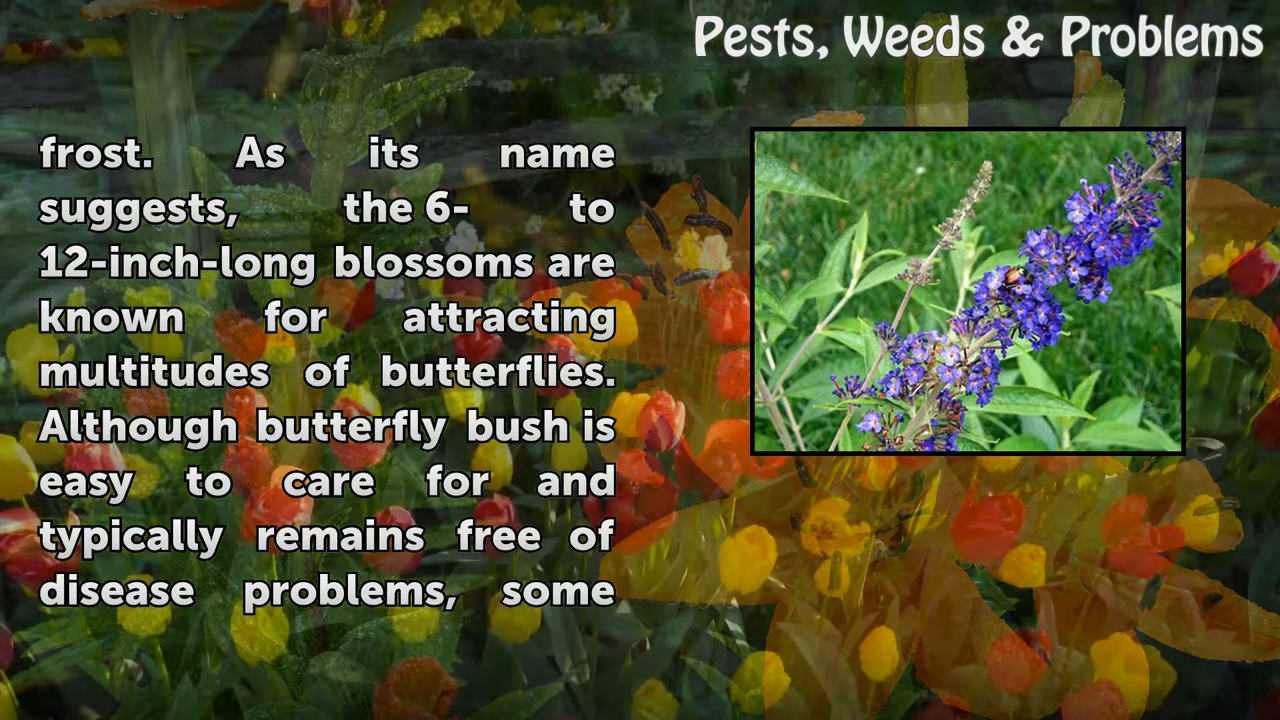 Pests, Weeds & Problems
frost. As its name
suggests, the 6- to
12-inch-long blossoms are
known for attracting
multitudes of butterflies.
Although butterfly bush is
easy to care for and
typically remains free of
disease problems, some